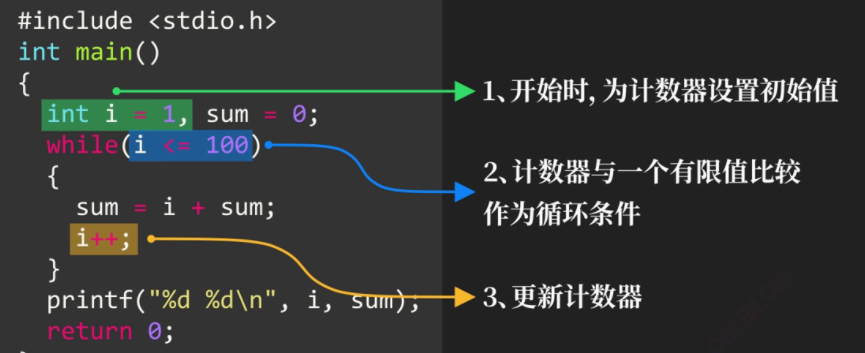 #include <stdio.h>
int main()
{
int i = 1, sum = 0;
while(i <= 100)
{
sum = i + sum;
i++;
}
printf("%d %d\n", i, sum);
return 0;
1、开始时, 为计数器设置初始值
2、计数器与一个有限值比较
作为循环条件
3、更新计数器